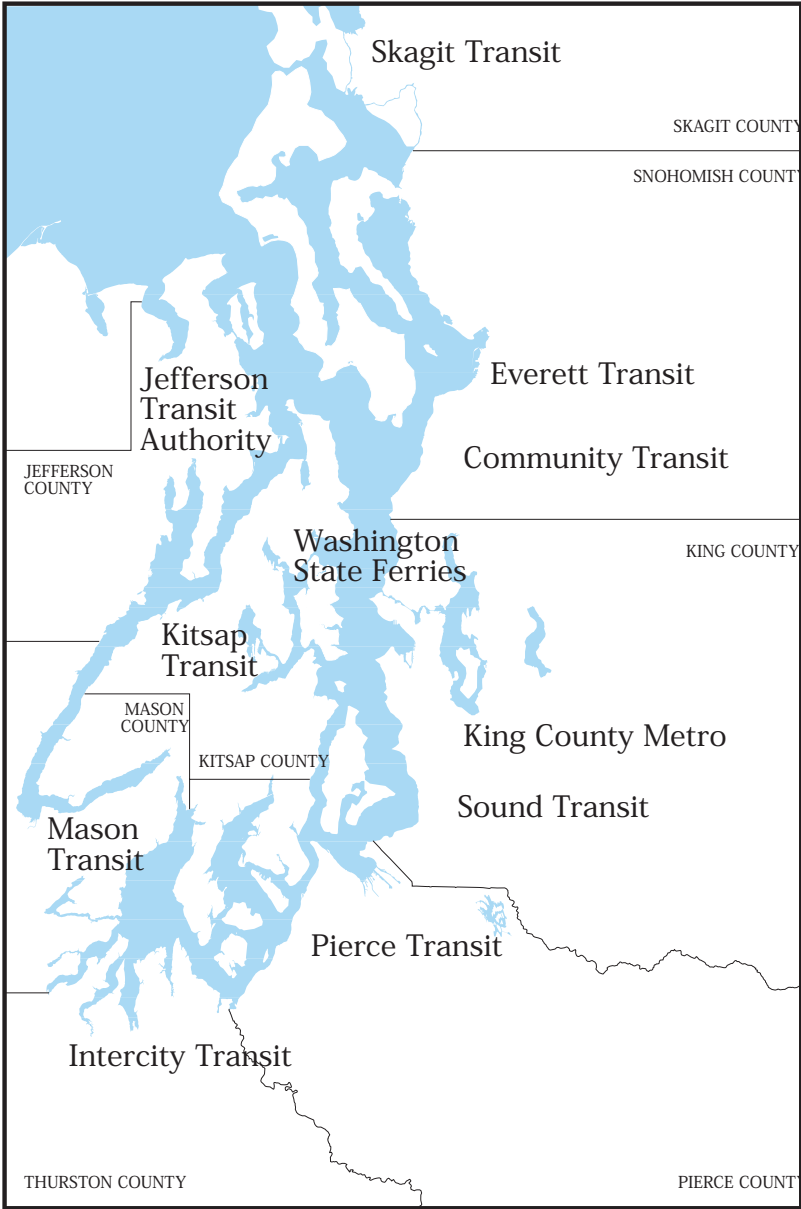 Skagit Transit
SKAGIT COUNTY
SNOHOMISH COUNTY
Jefferson
Transit
Authority
Everett Transit
Community Transit
JEFFERSON
COUNTY
Washington
State Ferries
KING COUNTY
Kitsap
Transit
MASON
COUNTY
King County Metro
KITSAP COUNTY
Sound Transit
Mason
Transit
Pierce Transit
Intercity Transit
THURSTON COUNTY
PIERCE COUNTY